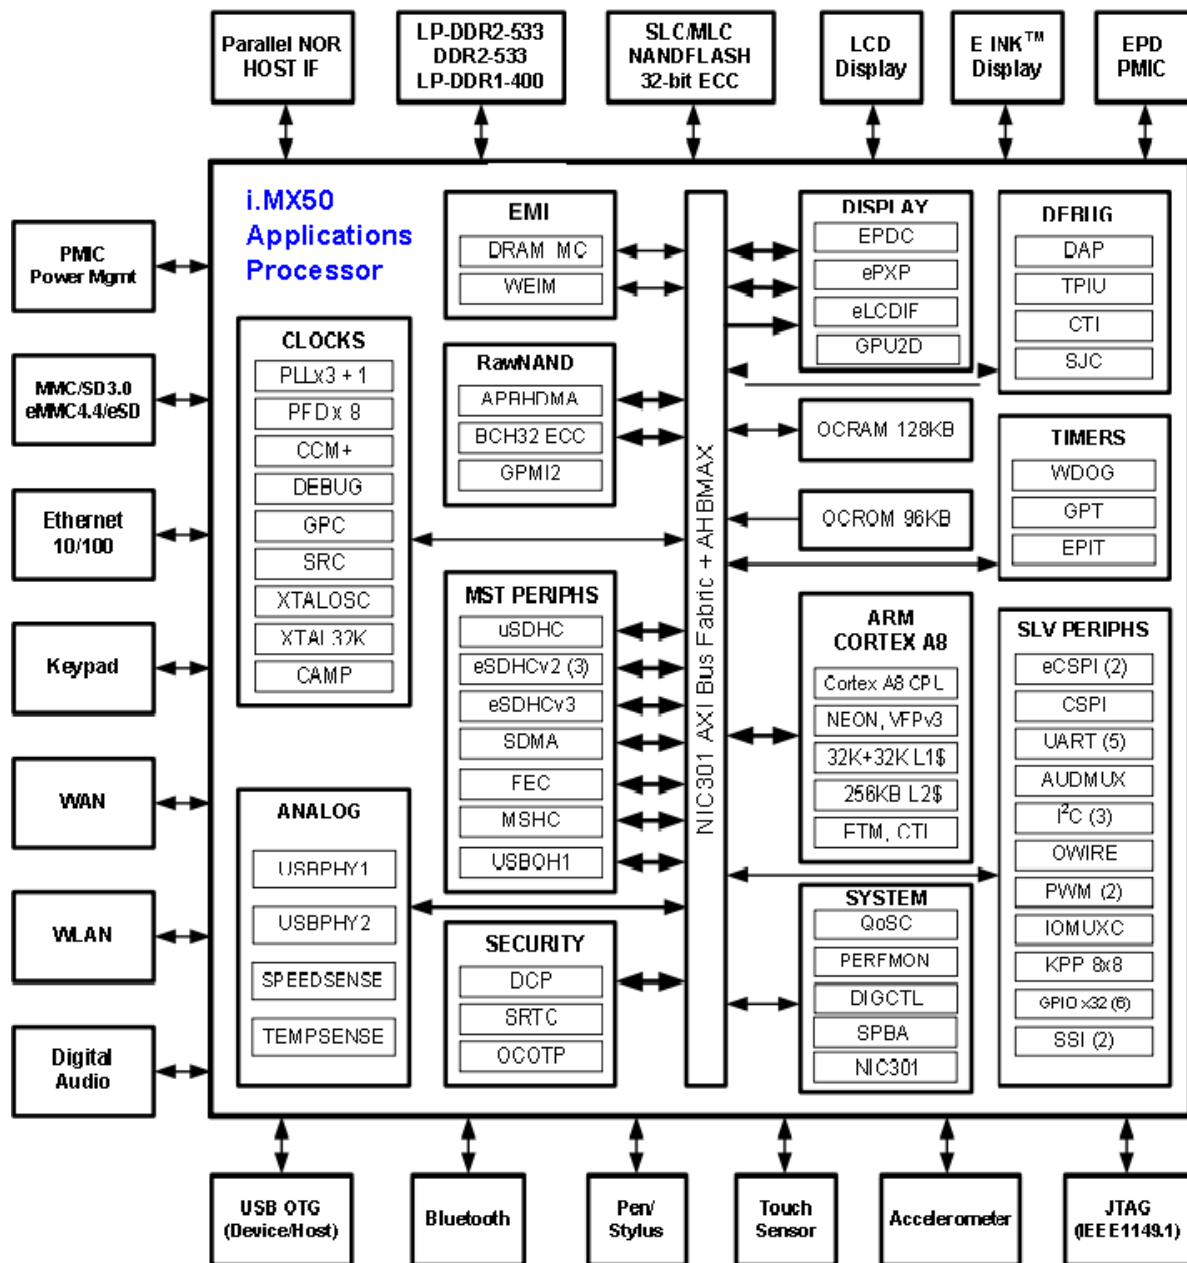 Parallel NOR
HOST IF
LP-DDR2-533
DDR2-533
LP-DDR1-400
SLC/MLC
NANDFLASH
32-bit ECC
LCD
Display
E INK™
Display
EPD
PMIC
i.MX50
Applications
Processor
PMIC
Power Mgmt
MMC/SD3.0
eMMC4.4/eSD
Ethernet
10/100
Keypad
WAN
WLAN
Digital
Audio
CLOCKS
PLLx3 + 1
PFD x 8
CCM+
DEBUG
GPC
SRC
XTALOSC
XTAL32K
CAMP
ANALOG
USBPHY1
USBPHY2
SPEEDSENSE
TEMPSENSE
EMI
DRAM MC
WEIM
RawNAND
APBHDMA
BCH32 ECC
GPMI2
MST PERIPHS
uSDHC
eSDHCv2 (3)
eSDHCv3
SDMA
FEC
MSHC
USBOH1
SECURITY
DCP
SRTC
OCOTP
NIC301 AXI Bus Fabric + AHBMAX
DISPLAY
EPDC
ePXP
eLCDIF
GPU2D
OCRAM 128KB
OCROM 96KB
ARM
CORTEX A8
Cortex A8 CPU
NEON, VFPv3
32K+32K L1$
256KB L2$
ETM, CTI
SYSTEM
QoSC
PERFMON
DIGCTL
SPBA
NIC301
DEBUG
DAP
TPIU
CTI
SJC
TIMERS
WDOG
GPT
EPIT
SLV PERIPHS
eCSPI (2)
CSPI
UART (5)
AUDMUX
I²C (3)
OWIRE
PWM (2)
IOMUXC
KPP 8x8
GPIO x32 (6)
SSI (2)
USB OTG
(Device/Host)
Bluetooth
Pen/
Stylus
Touch
Sensor
Accelerometer
JTAG
(IEEE1149.1)